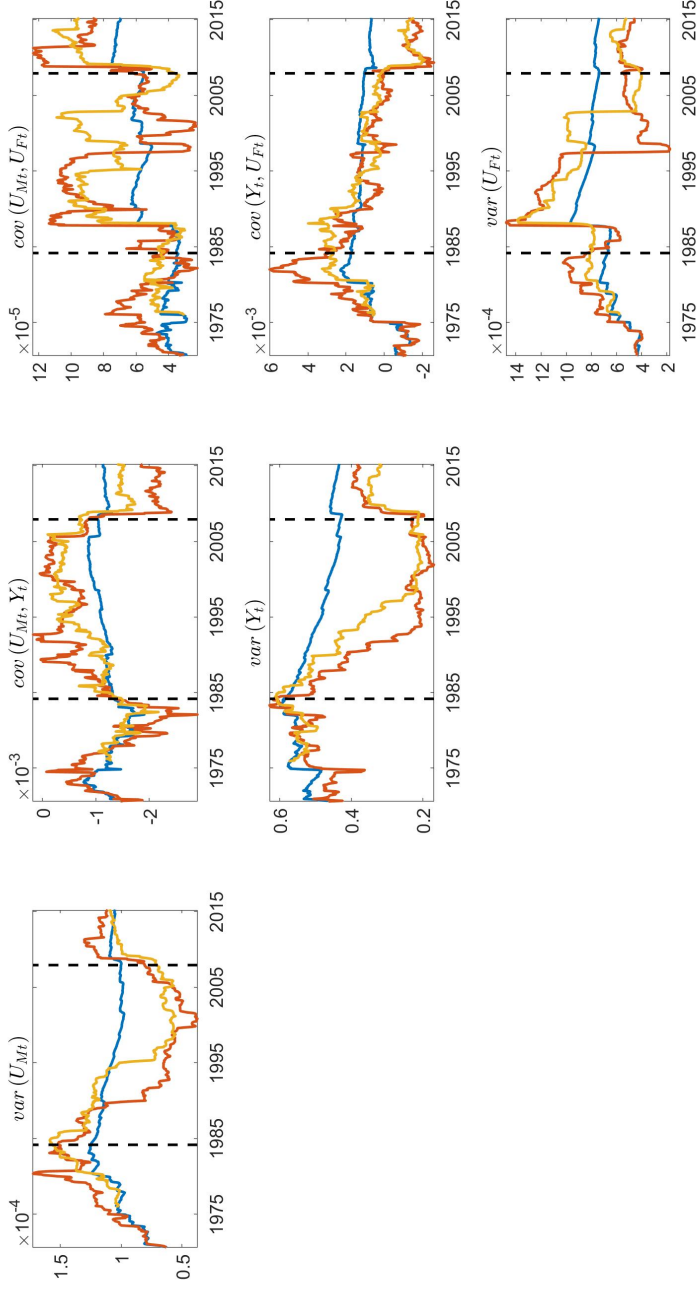 ×10⁻⁴
var (U_Mt)
1.5
1
0.5
1975 1985 1995 2005 2015
×10⁻³
cov (U_Mt, Y_t)
0
-1
-2
1975 1985 1995 2005 2015
×10⁻⁵
cov (U_Mt, U_Ft)
12
10
8
6
4
1975 1985 1995 2005 2015
var (Y_t)
0.6
0.4
0.2
1975 1985 1995 2005 2015
×10⁻³
cov (Y_t, U_Ft)
6
4
2
0
-2
1975 1985 1995 2005 2015
×10⁻⁴
var (U_Ft)
14
12
10
8
6
4
2
1975 1985 1995 2005 2015